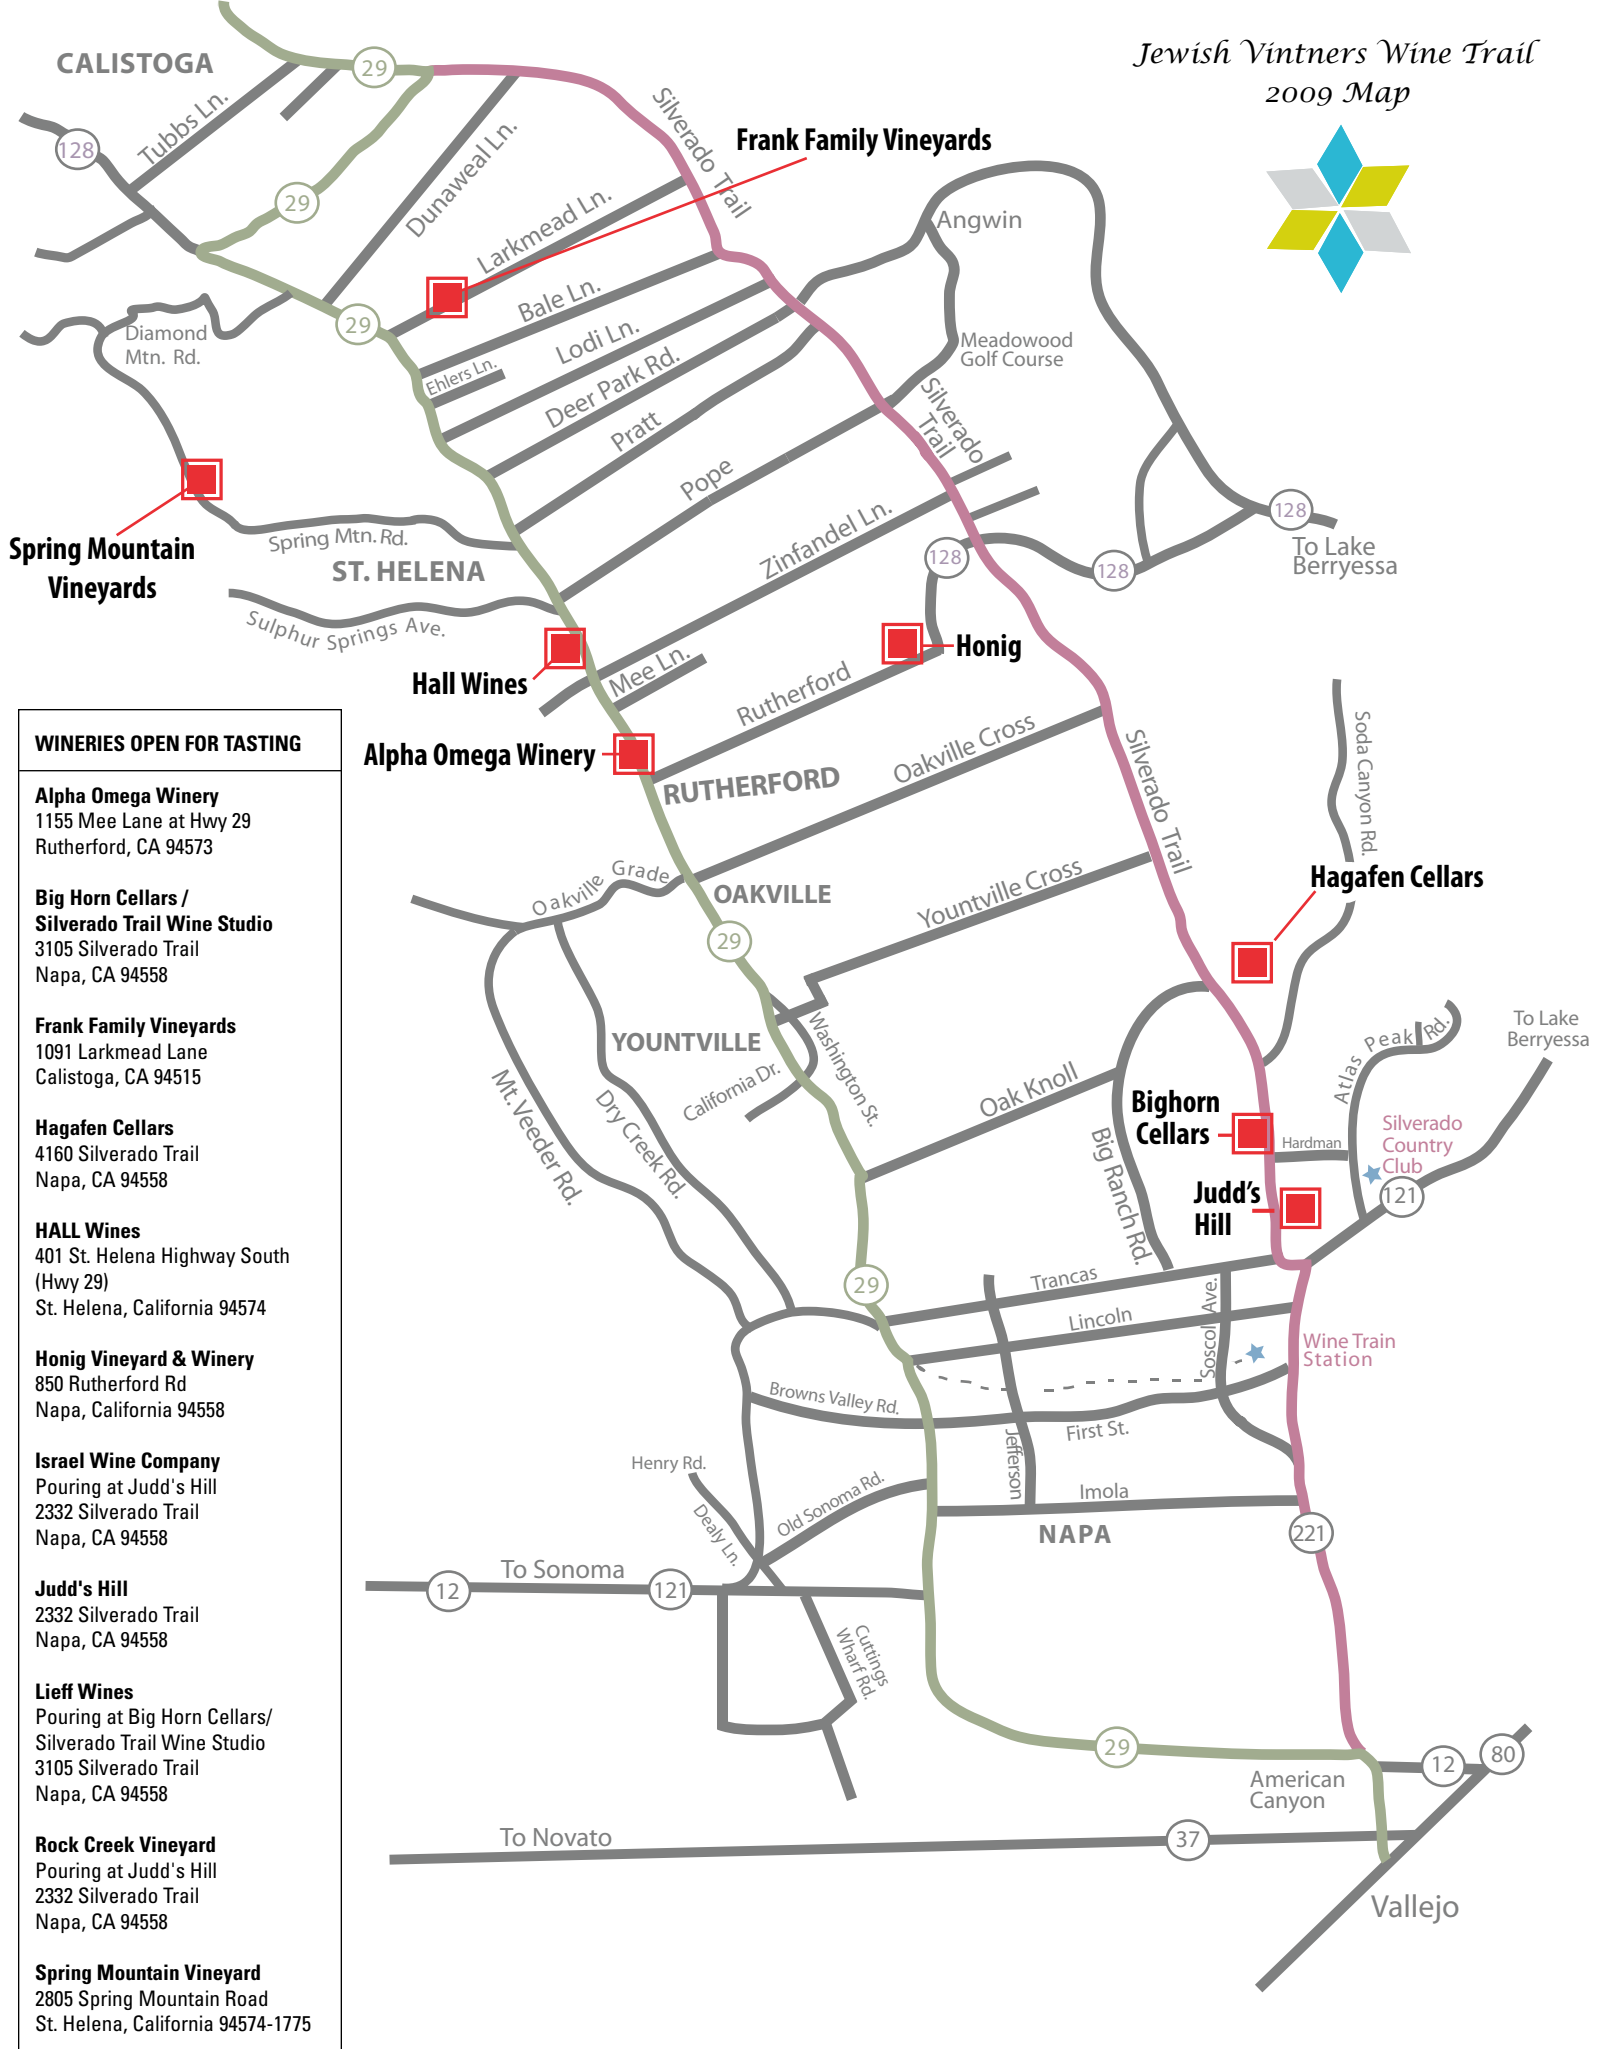 Jewish Vintners Wine Trail
2009 Map
CALISTOGA
29
Tubbs Ln.
128
29
Dunaweal Ln.
Silverado Trail
Frank Family Vineyards
Larkmead Ln.
Angwin
Bale Ln.
29
Diamond
Mtn. Rd.
Lodi Ln.
Ehlers Ln.
Deer Park Rd.
Meadowood
Golf Course
Pratt
Silverado
Trail
Pope
Zinfandel Ln.
128
To Lake
Berryessa
128
128
Spring Mountain
Vineyards
Spring Mtn. Rd.
ST. HELENA
Sulphur Springs Ave.
Hall Wines
Mee Ln.
Honig
Rutherford
Alpha Omega Winery
RUTHERFORD
Oakville Cross
Silverado Trail
Soda Canyon Rd.
Hagafen Cellars
Oakville Grade
OAKVILLE
29
Yountville Cross
YOUNTVILLE
Washington St.
California Dr.
Mt. Veeder Rd.
Dry Creek Rd.
Oak Knoll
Big Ranch Rd.
Bighorn
Cellars
Hardman
Atlas Peak Rd.
To Lake
Berryessa
Silverado
Country
Club
121
Judd's
Hill
29
Trancas
Lincoln
Soscol Ave.
Wine Train
Station
Browns Valley Rd.
First St.
Jefferson
Henry Rd.
Dealy Ln.
Old Sonoma Rd.
Imola
NAPA
221
To Sonoma
12
121
Cuttings
Wharf Rd.
29
American
Canyon
12
80
To Novato
37
Vallejo
WINERIES OPEN FOR TASTING
Alpha Omega Winery
1155 Mee Lane at Hwy 29
Rutherford, CA 94573
Big Horn Cellars /
Silverado Trail Wine Studio
3105 Silverado Trail
Napa, CA 94558
Frank Family Vineyards
1091 Larkmead Lane
Calistoga, CA 94515
Hagafen Cellars
4160 Silverado Trail
Napa, CA 94558
HALL Wines
401 St. Helena Highway South
(Hwy 29)
St. Helena, California 94574
Honig Vineyard & Winery
850 Rutherford Rd
Napa, California 94558
Israel Wine Company
Pouring at Judd's Hill
2332 Silverado Trail
Napa, CA 94558
Judd's Hill
2332 Silverado Trail
Napa, CA 94558
Lieff Wines
Pouring at Big Horn Cellars/
Silverado Trail Wine Studio
3105 Silverado Trail
Napa, CA 94558
Rock Creek Vineyard
Pouring at Judd's Hill
2332 Silverado Trail
Napa, CA 94558
Spring Mountain Vineyard
2805 Spring Mountain Road
St. Helena, California 94574-1775